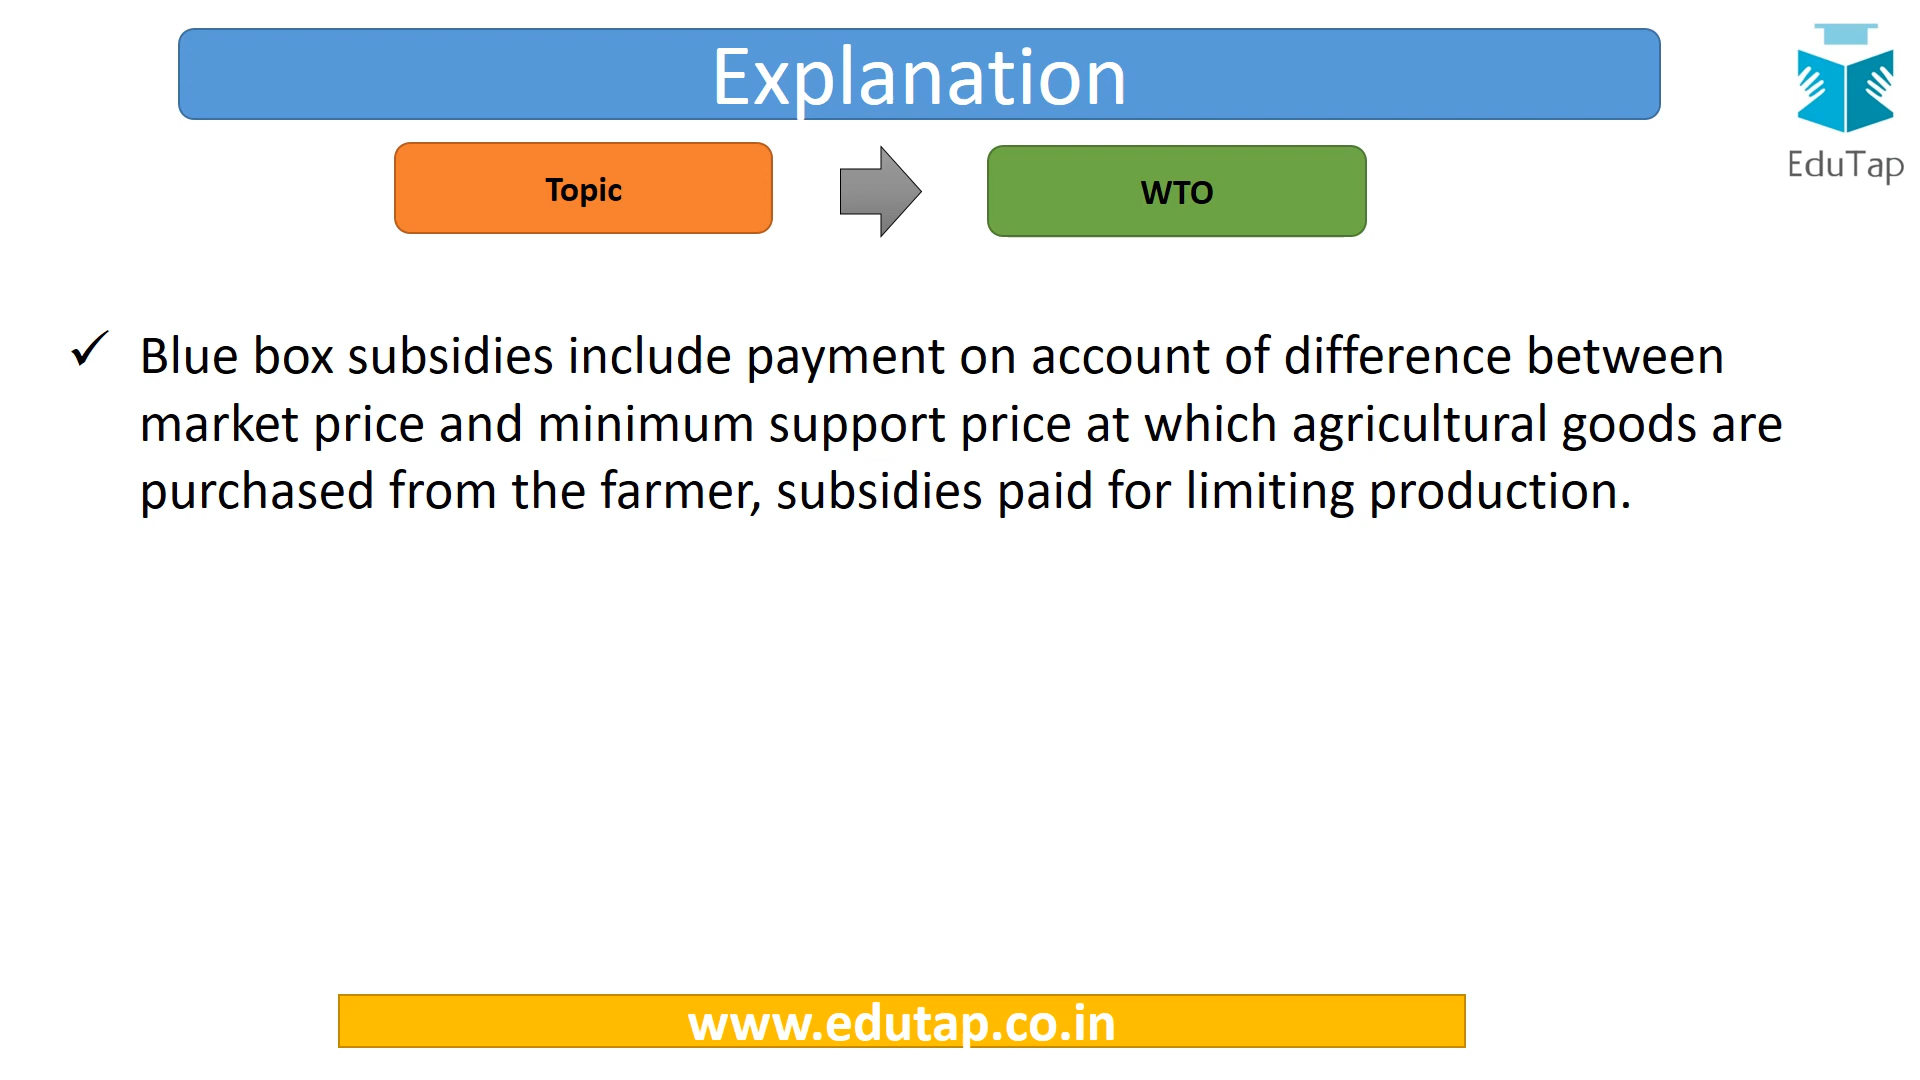 Explanation
EduTap
Topic
WTO
✓ Blue box subsidies include payment on account of difference between
market price and minimum support price at which agricultural goods are
purchased from the farmer, subsidies paid for limiting production.
www.edutap.co.in